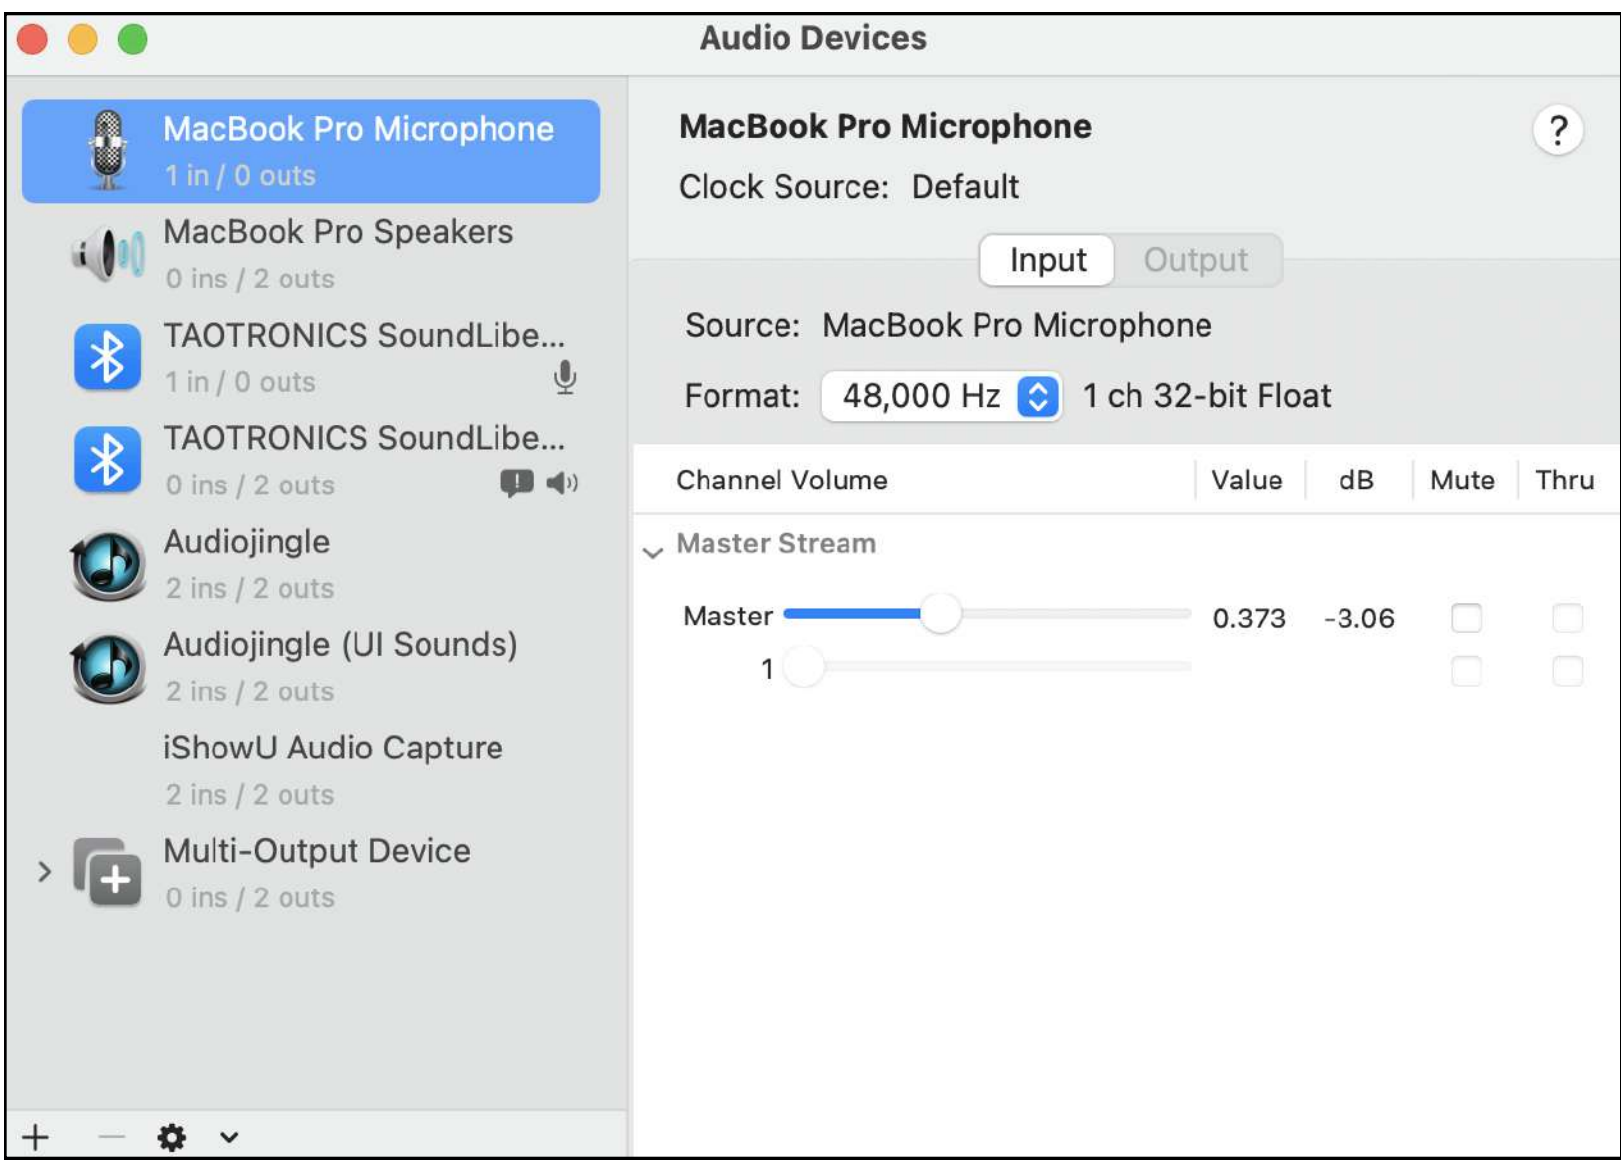 Audio Devices
MacBook Pro Microphone
1 in / 0 outs
MacBook Pro Speakers
0 ins / 2 outs
TAOTRONICS SoundLibe...
1 in / 0 outs
TAOTRONICS SoundLibe...
0 ins / 2 outs
Audiojingle
2 ins / 2 outs
Audiojingle (UI Sounds)
2 ins / 2 outs
iShowU Audio Capture
2 ins / 2 outs
Multi-Output Device
0 ins / 2 outs
MacBook Pro Microphone
?
Clock Source: Default
Input Output
Source: MacBook Pro Microphone
Format: 48,000 Hz 1 ch 32-bit Float
Channel Volume Value dB Mute Thru
Master Stream
Master 0.373 -3.06
1